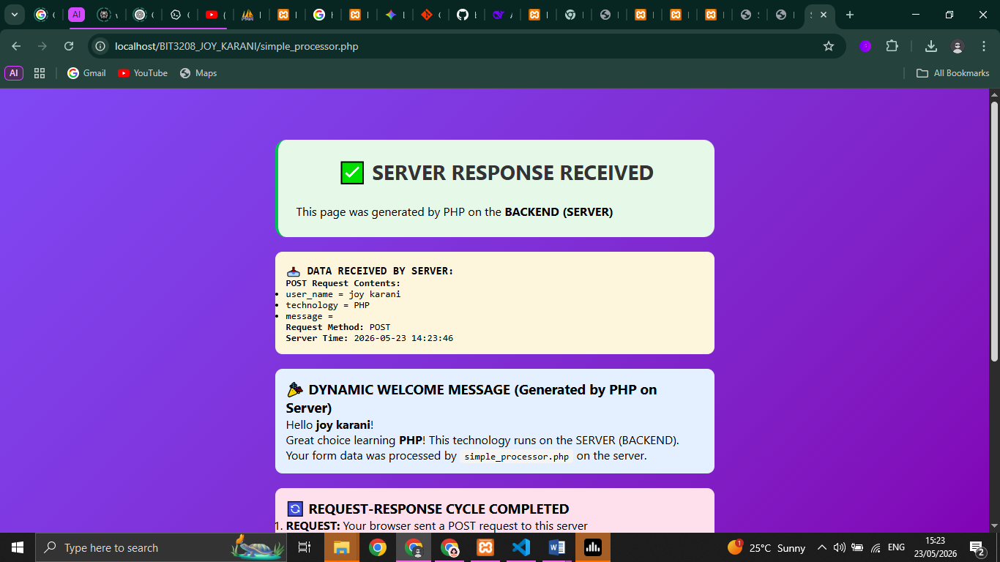 localhost/BIT3208_JOY_KARANI/simple_processor.php
AI
Gmail
YouTube
Maps
All Bookmarks
✅ SERVER RESPONSE RECEIVED
This page was generated by PHP on the BACKEND (SERVER)
📥 DATA RECEIVED BY SERVER:
POST Request Contents:
• user_name = joy karani
• technology = PHP
• message =
Request Method: POST
Server Time: 2026-05-23 14:23:46
🎉 DYNAMIC WELCOME MESSAGE (Generated by PHP on
Server)
Hello joy karani!
Great choice learning PHP! This technology runs on the SERVER (BACKEND).
Your form data was processed by simple_processor.php on the server.
🔄 REQUEST-RESPONSE CYCLE COMPLETED
1. REQUEST: Your browser sent a POST request to this server
Type here to search
1
25°C Sunny
ENG
15:23
23/05/2026
2